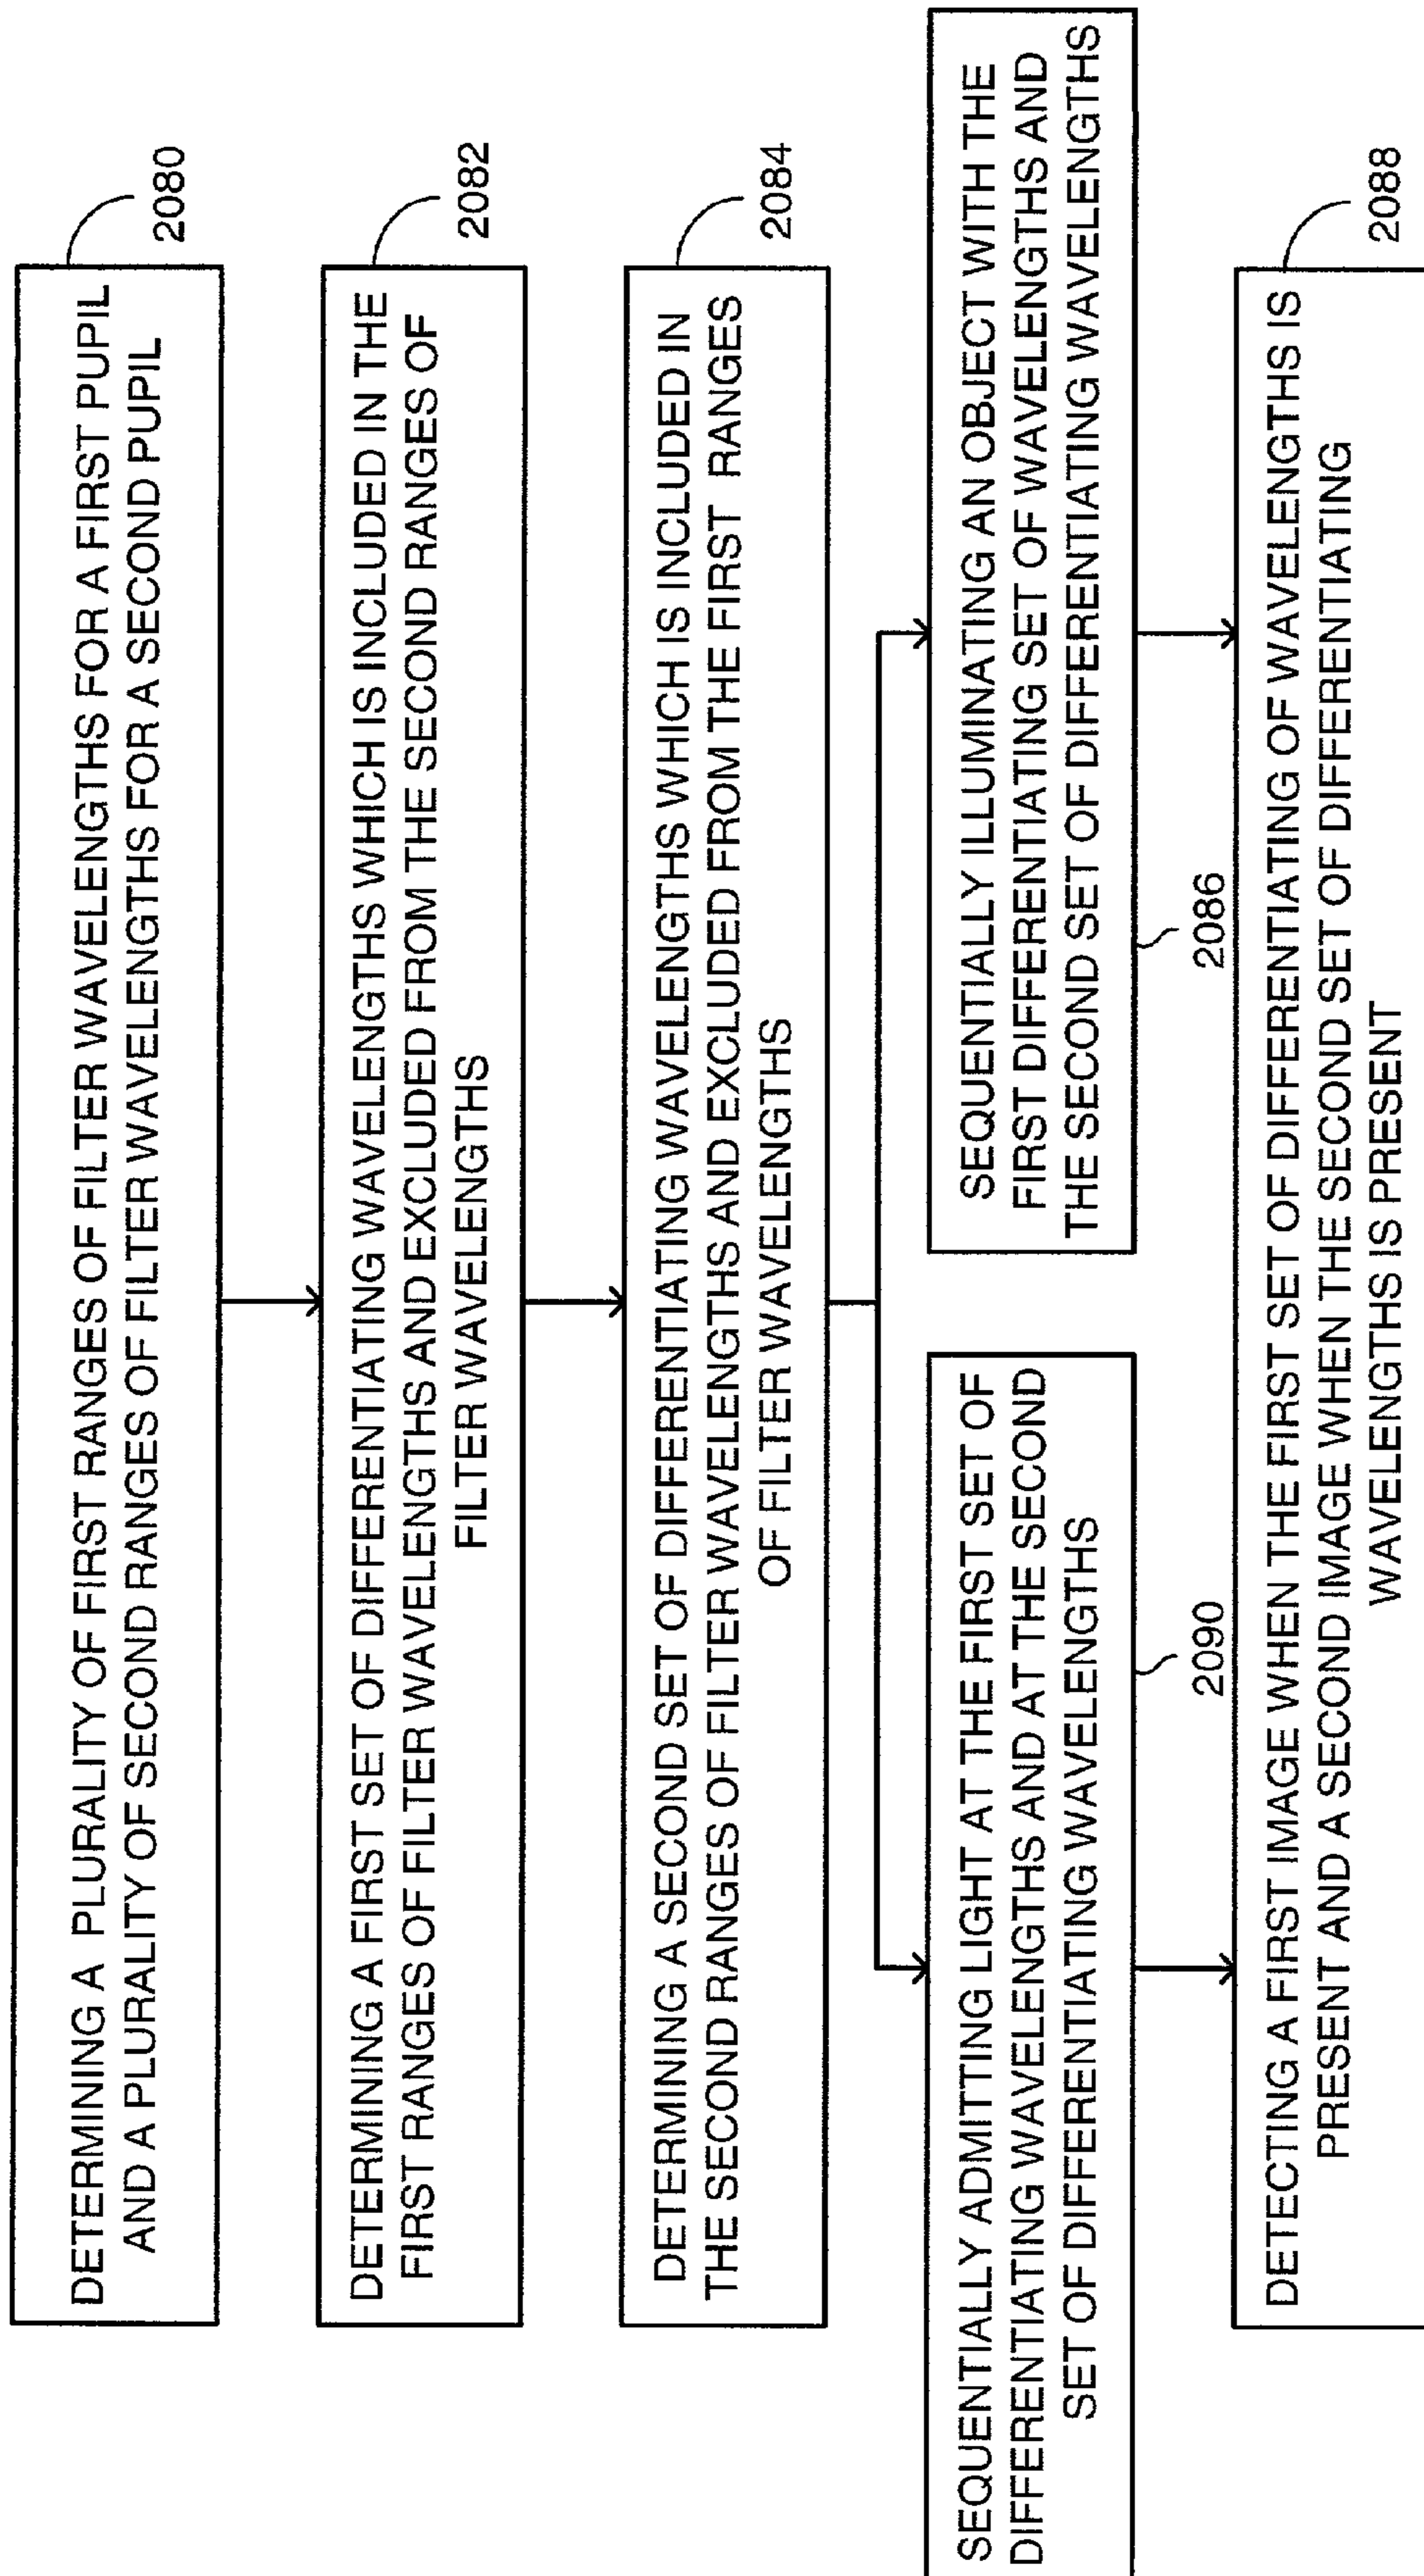 DETERMINING A PLURALITY OF FIRST RANGES OF FILTER WAVELENGTHS FOR A FIRST PUPIL
AND A PLURALITY OF SECOND RANGES OF FILTER WAVELENGTHS FOR A SECOND PUPIL
2080
DETERMINING A FIRST SET OF DIFFERENTIATING WAVELENGTHS WHICH IS INCLUDED IN THE
FIRST RANGES OF FILTER WAVELENGTHS AND EXCLUDED FROM THE SECOND RANGES OF
FILTER WAVELENGTHS
2082
DETERMINING A SECOND SET OF DIFFERENTIATING WAVELENGTHS WHICH IS INCLUDED IN
THE SECOND RANGES OF FILTER WAVELENGTHS AND EXCLUDED FROM THE FIRST RANGES
OF FILTER WAVELENGTHS
2084
SEQUENTIALLY ADMITTING LIGHT AT THE FIRST SET OF
DIFFERENTIATING WAVELENGTHS AND AT THE SECOND
SET OF DIFFERENTIATING WAVELENGTHS
2090
SEQUENTIALLY ILLUMINATING AN OBJECT WITH THE
FIRST DIFFERENTIATING SET OF WAVELENGTHS AND
THE SECOND SET OF DIFFERENTIATING WAVELENGTHS
2086
DETECTING A FIRST IMAGE WHEN THE FIRST SET OF DIFFERENTIATING OF WAVELENGTHS IS
PRESENT AND A SECOND IMAGE WHEN THE SECOND SET OF DIFFERENTIATING
WAVELENGTHS IS PRESENT
2088